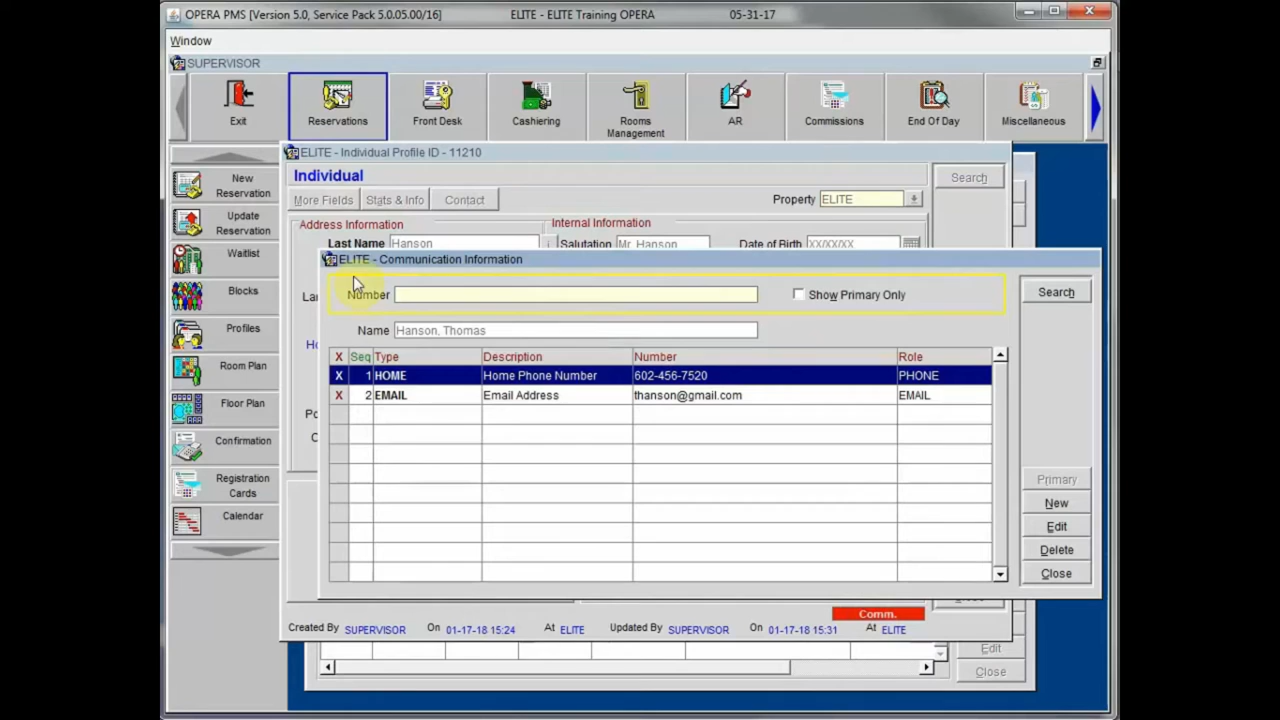 OPERA PMS [Version 5.0, Service Pack 5.0.05.00/16] ELITE - ELITE Training OPERA 05-31-17
Window
SUPERVISOR
Exit Reservations Front Desk Cashiering Rooms Management AR Commissions End Of Day Miscellaneous
ELITE - Individual Profile ID - 11210
Individual
Search
More Fields Stats & Info Contact Property ELITE
Address Information Internal Information
Last Name Hanson Salutation Mr. Hanson Date of Birth XX/XX/XX
New Reservation
Update Reservation
Waitlist
Blocks
Profiles
Room Plan
Floor Plan
Confirmation
Registration Cards
Calendar
ELITE - Communication Information
Number Show Primary Only Search
Name Hanson, Thomas
X Seq Type Description Number Role
X 1 HOME Home Phone Number 602-456-7520 PHONE
X 2 EMAIL Email Address thanson@gmail.com EMAIL
Primary
New
Edit
Delete
Close
Comm.
Created By SUPERVISOR On 01-17-18 15:24 At ELITE Updated By SUPERVISOR On 01-17-18 15:31 At ELITE
Edit
Close